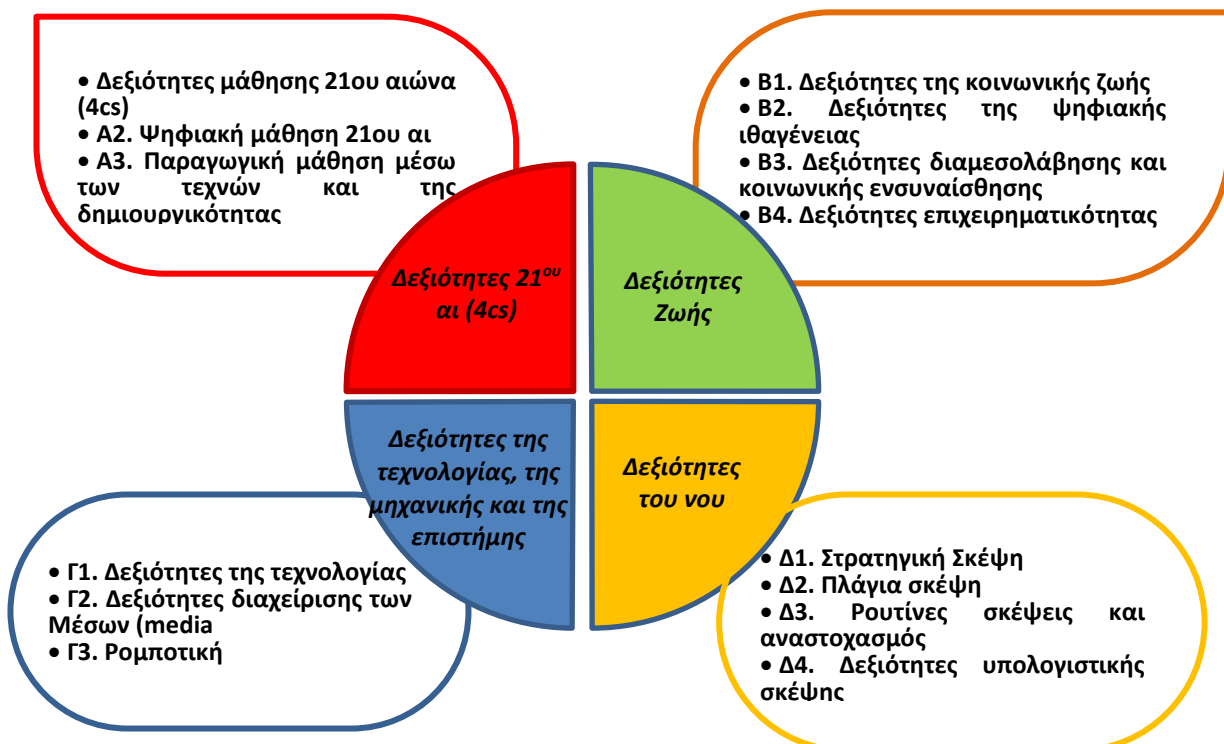 • Δεξιότητες μάθησης 21ου αιώνα
(4cs)
• Α2. Ψηφιακή μάθηση 21ου αι
• Α3. Παραγωγική μάθηση μέσω
των τεχνών και της
δημιουργικότητας
• Β1. Δεξιότητες της κοινωνικής ζωής
• Β2. Δεξιότητες της ψηφιακής
ιθαγένειας
• Β3. Δεξιότητες διαμεσολάβησης και
κοινωνικής ενσυναίσθησης
• Β4. Δεξιότητες επιχειρηματικότητας
Δεξιότητες 21ου
αι (4cs)
Δεξιότητες
Ζωής
Δεξιότητες της
τεχνολογίας, της
μηχανικής και της
επιστήμης
Δεξιότητες
του νου
• Γ1. Δεξιότητες της τεχνολογίας
• Γ2. Δεξιότητες διαχείρισης των
Μέσων (media
• Γ3. Ρομποτική
• Δ1. Στρατηγική Σκέψη
• Δ2. Πλάγια σκέψη
• Δ3. Ρουτίνες σκέψεις και
αναστοχασμός
• Δ4. Δεξιότητες υπολογιστικής
σκέψης